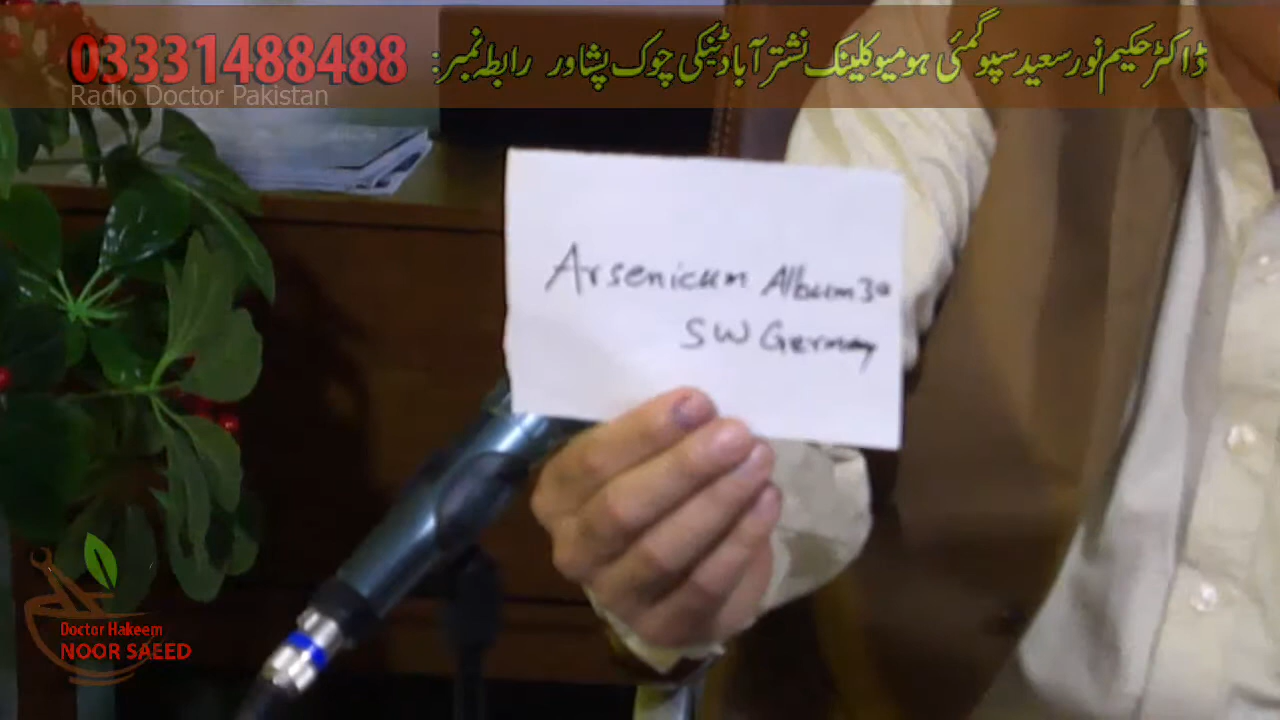 ڈاکٹر حکیم نور سعید سپوگمئی ہومیو کلینک نشتر آباد ٹینکی چوک پشاور رابطہ نمبر: 03331488488
Radio Doctor Pakistan
Arsenicum Album 30
SW Germany
Doctor Hakeem
NOOR SAEED